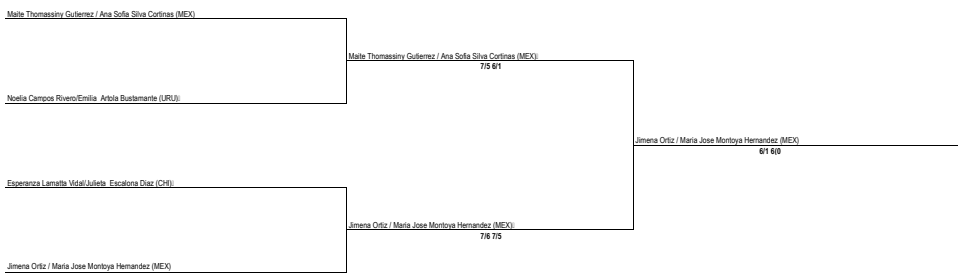 Maite Thomassiny Gutierrez / Ana Sofia Silva Cortinas (MEX)
Maite Thomassiny Gutierrez / Ana Sofia Silva Cortinas (MEX)
7/5 6/1
Noelia Campos Rivero/Emilia Artola Bustamante (URU)
Jimena Ortiz / Maria Jose Montoya Hernandez (MEX)
6/1 6(0
Esperanza Lamatta Vidal/Julieta Escalona Diaz (CHI)
Jimena Ortiz / Maria Jose Montoya Hernandez (MEX)
7/6 7/5
Jimena Ortiz / Maria Jose Montoya Hernandez (MEX)